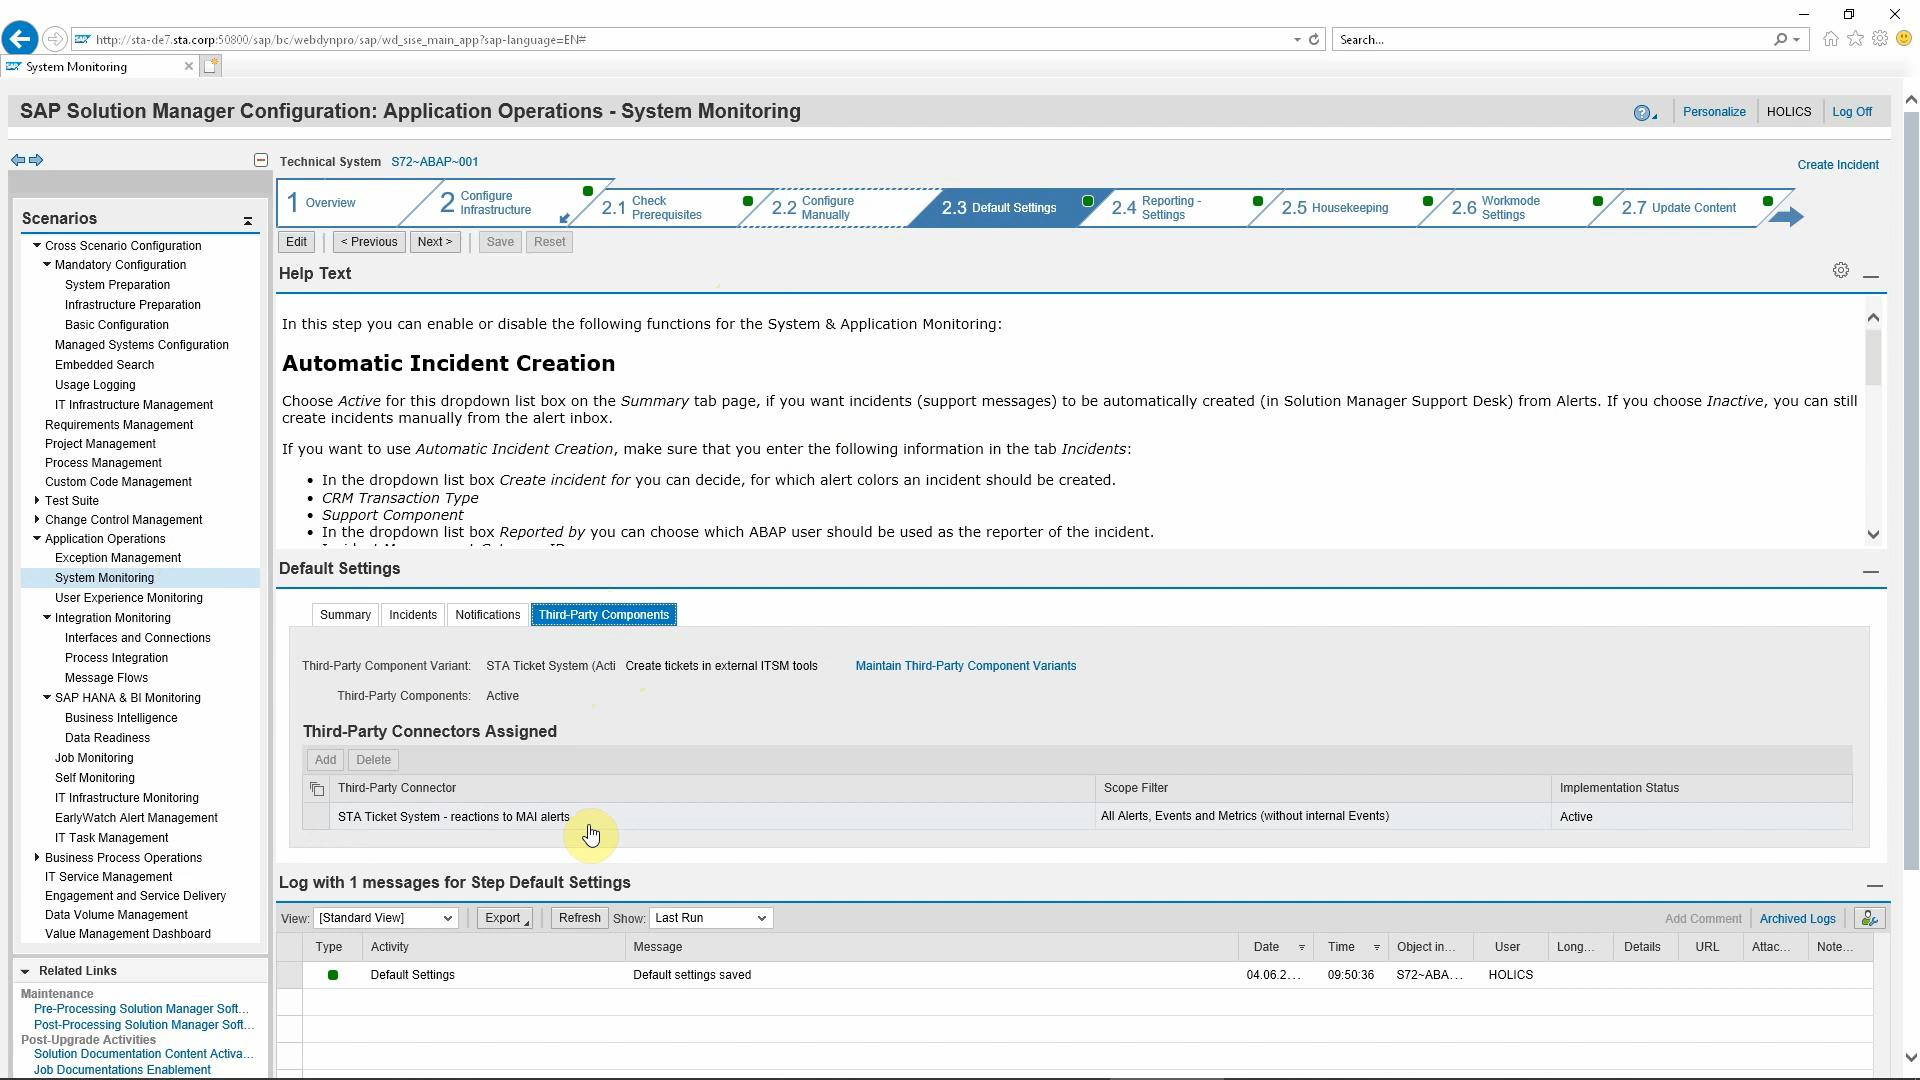 http://sta-de7.sta.corp:50800/sap/bc/webdynpro/sap/wd_sise_main_app?sap-language=EN#
Search...
System Monitoring
SAP Solution Manager Configuration: Application Operations - System Monitoring
Personalize
HOLICS
Log Off
Technical System S72~ABAP~001
Create Incident
1 Overview
2 Configure Infrastructure
2.1 Check Prerequisites
2.2 Configure Manually
2.3 Default Settings
2.4 Reporting - Settings
2.5 Housekeeping
2.6 Workmode Settings
2.7 Update Content
Edit
< Previous
Next >
Save
Reset
Scenarios
Cross Scenario Configuration
Mandatory Configuration
System Preparation
Infrastructure Preparation
Basic Configuration
Managed Systems Configuration
Embedded Search
Usage Logging
IT Infrastructure Management
Requirements Management
Project Management
Process Management
Custom Code Management
Test Suite
Change Control Management
Application Operations
Exception Management
System Monitoring
User Experience Monitoring
Integration Monitoring
Interfaces and Connections
Process Integration
Message Flows
SAP HANA & BI Monitoring
Business Intelligence
Data Readiness
Job Monitoring
Self Monitoring
IT Infrastructure Monitoring
EarlyWatch Alert Management
IT Task Management
Business Process Operations
IT Service Management
Engagement and Service Delivery
Data Volume Management
Value Management Dashboard
Related Links
Maintenance
Pre-Processing Solution Manager Soft...
Post-Processing Solution Manager Soft...
Post-Upgrade Activities
Solution Documentation Content Activa...
Job Documentations Enablement
Help Text
In this step you can enable or disable the following functions for the System & Application Monitoring:
Automatic Incident Creation
Choose Active for this dropdown list box on the Summary tab page, if you want incidents (support messages) to be automatically created (in Solution Manager Support Desk) from Alerts. If you choose Inactive, you can still
create incidents manually from the alert inbox.
If you want to use Automatic Incident Creation, make sure that you enter the following information in the tab Incidents:
• In the dropdown list box Create incident for you can decide, for which alert colors an incident should be created.
• CRM Transaction Type
• Support Component
• In the dropdown list box Reported by you can choose which ABAP user should be used as the reporter of the incident.
Default Settings
Summary
Incidents
Notifications
Third-Party Components
Third-Party Component Variant: STA Ticket System (Acti Create tickets in external ITSM tools Maintain Third-Party Component Variants
Third-Party Components: Active
Third-Party Connectors Assigned
Add
Delete
Third-Party Connector Scope Filter Implementation Status
STA Ticket System - reactions to MAI alerts All Alerts, Events and Metrics (without internal Events) Active
Log with 1 messages for Step Default Settings
View: [Standard View] Export Refresh Show: Last Run Add Comment Archived Logs
Type Activity Message Date Time Object in... User Long... Details URL Attac... Note...
Default Settings Default settings saved 04.06.2... 09:50:36 S72~ABA... HOLICS